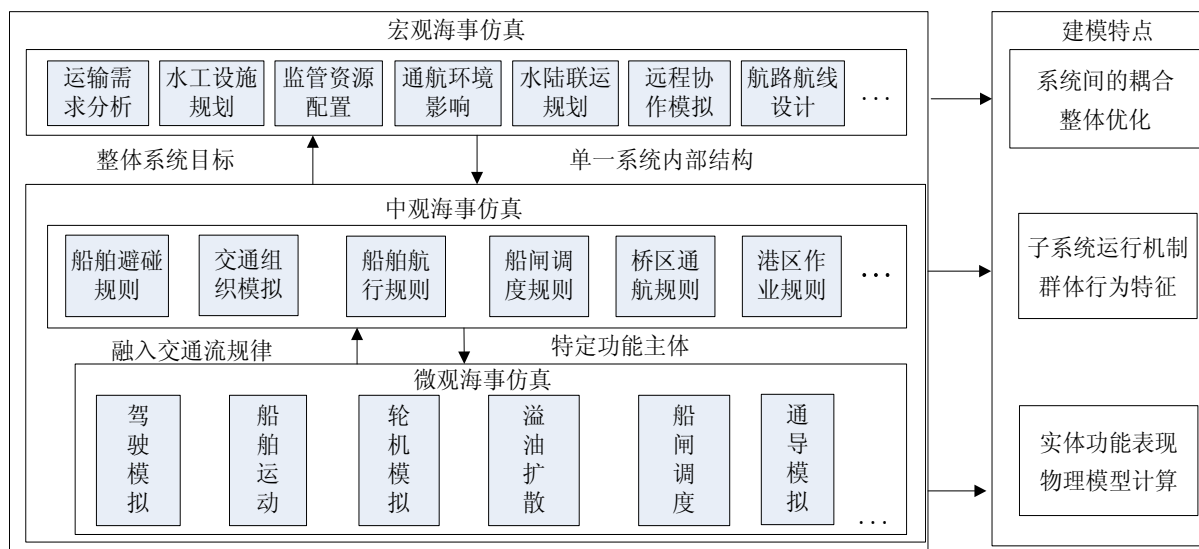 宏观海事仿真
建模特点
运输需
求分析
水工设施
规划
监管资源
配置
通航环境
影响
水陆联运
规划
远程协
作模拟
航路航线
设计
...
系统间的耦合
整体优化
整体系统目标
单一系统内部结构
中观海事仿真
船舶避碰
规则
交通组
织模拟
船舶航
行规则
船闸调
度规则
桥区通
航规则
港区作
业规则
...
子系统运行机制
群体行为特征
融入交通流规律
特定功能主体
微观海事仿真
驾驶模拟
船舶运动
轮机模拟
溢油扩散
船闸调度
通导模拟
...
实体功能表现
物理模型计算